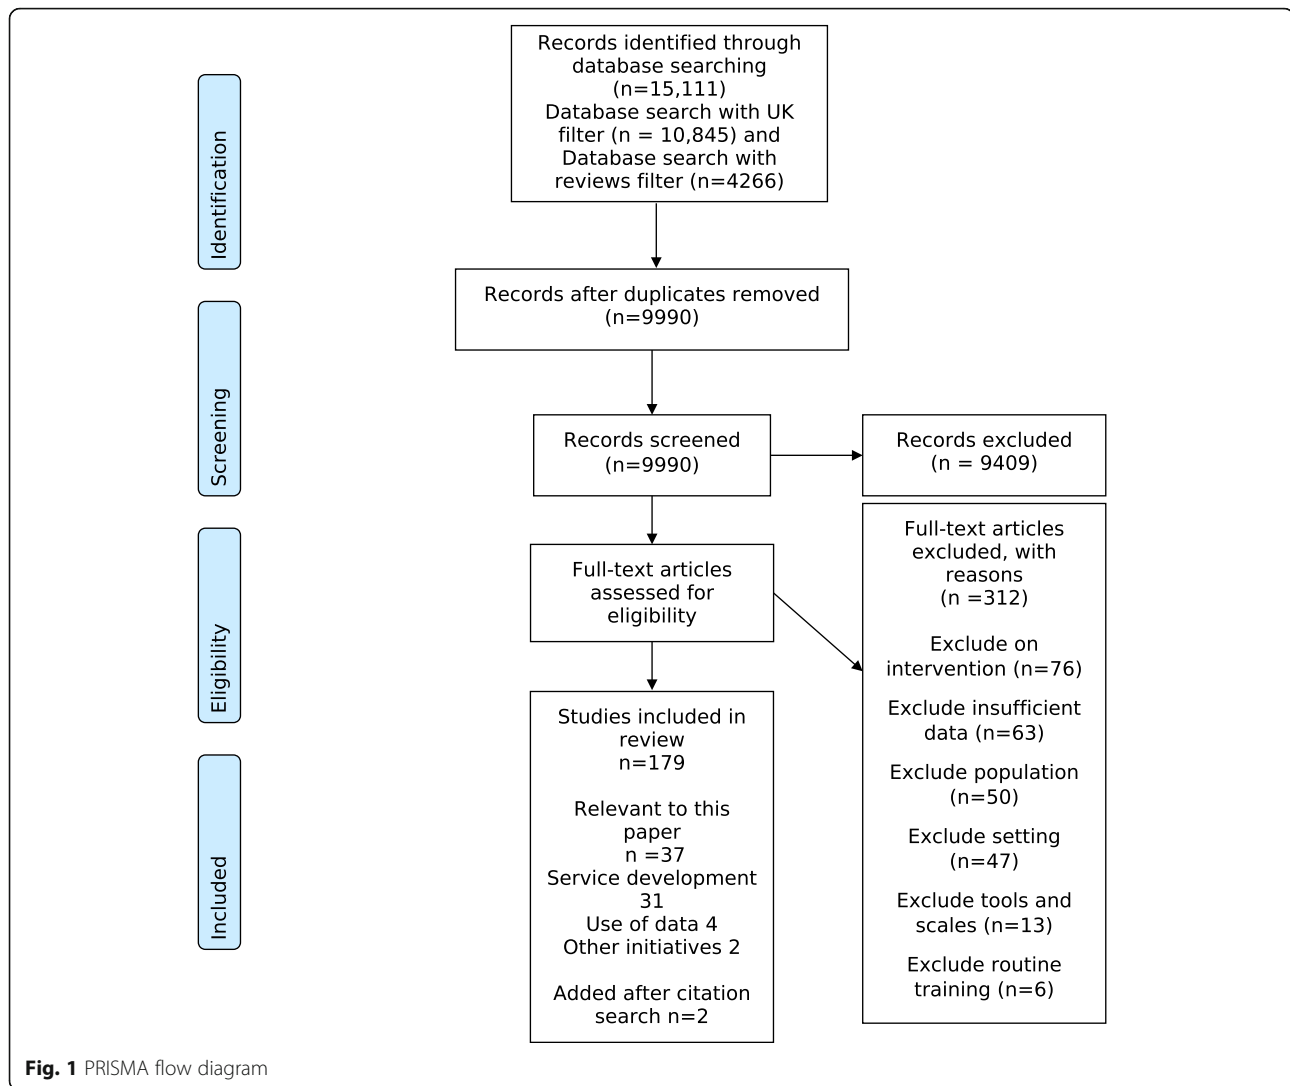 Records identified through
database searching
(n=15,111)
Database search with UK
filter (n = 10,845) and
Database search with
reviews filter (n=4266)
Identification
Records after duplicates removed
(n=9990)
Screening
Records screened
(n=9990)
Records excluded
(n = 9409)
Eligibility
Full-text articles
assessed for
eligibility
Full-text articles
excluded, with
reasons
(n =312)
Exclude on
intervention (n=76)
Exclude insufficient
data (n=63)
Exclude population
(n=50)
Exclude setting
(n=47)
Exclude tools and
scales (n=13)
Exclude routine
training (n=6)
Included
Studies included in
review
n=179
Relevant to this
paper
n =37
Service development
31
Use of data 4
Other initiatives 2
Added after citation
search n=2
Fig. 1 PRISMA flow diagram